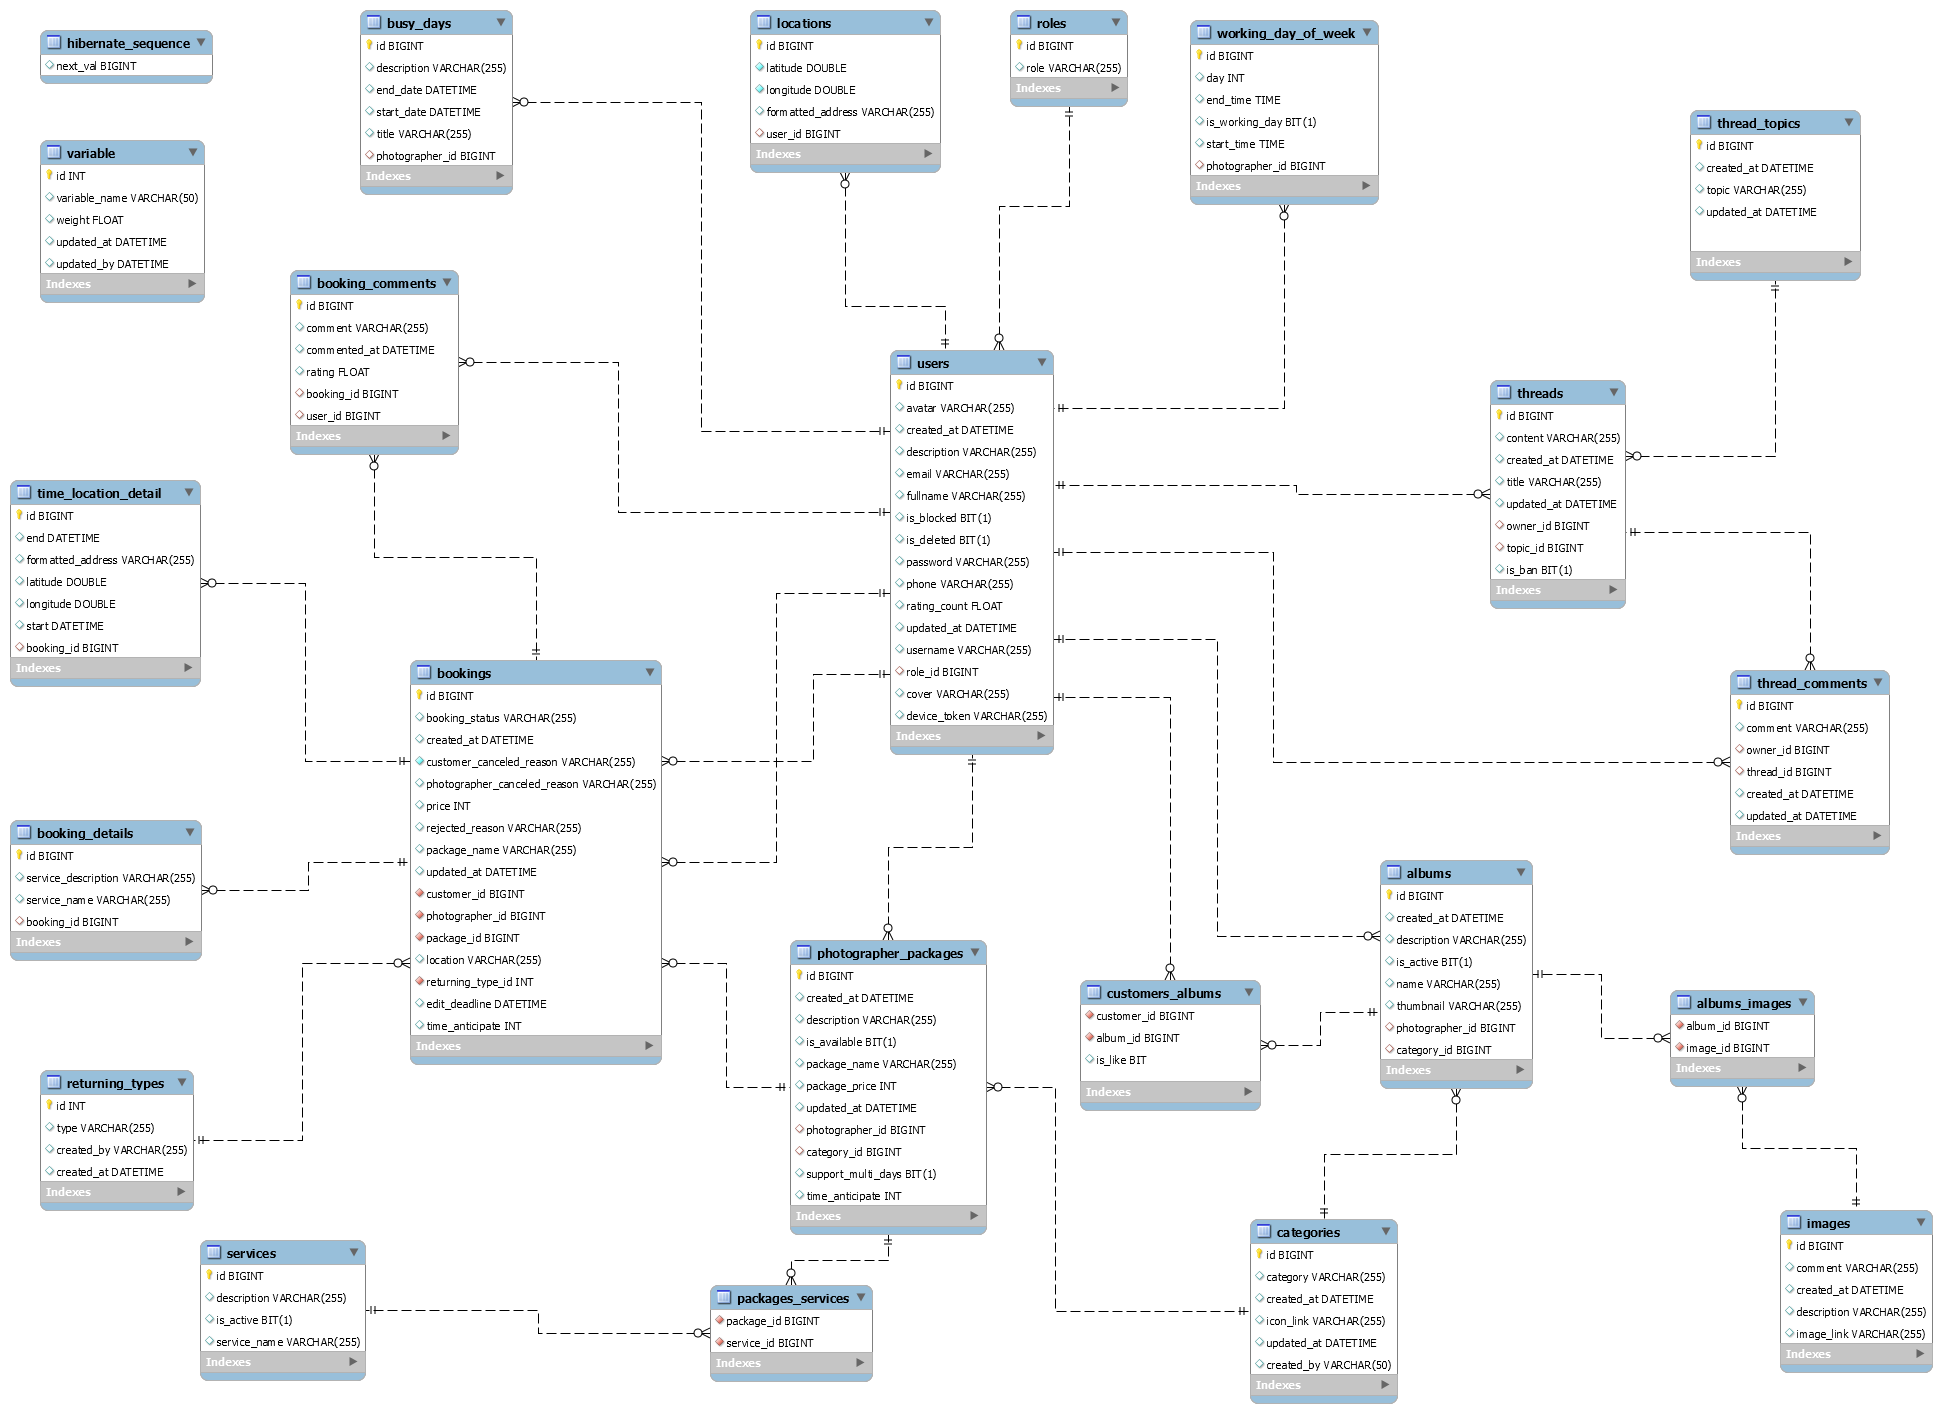 hibernate_sequence
next_val BIGINT
variable
id INT
variable_name VARCHAR(50)
weight FLOAT
updated_at DATETIME
updated_by DATETIME
Indexes
busy_days
id BIGINT
description VARCHAR(255)
end_date DATETIME
start_date DATETIME
title VARCHAR(255)
photographer_id BIGINT
Indexes
locations
id BIGINT
latitude DOUBLE
longitude DOUBLE
formatted_address VARCHAR(255)
user_id BIGINT
Indexes
roles
id BIGINT
role VARCHAR(255)
Indexes
working_day_of_week
id BIGINT
day INT
end_time TIME
is_working_day BIT(1)
start_time TIME
photographer_id BIGINT
Indexes
thread_topics
id BIGINT
created_at DATETIME
topic VARCHAR(255)
updated_at DATETIME
Indexes
booking_comments
id BIGINT
comment VARCHAR(255)
commented_at DATETIME
rating FLOAT
booking_id BIGINT
user_id BIGINT
Indexes
users
id BIGINT
avatar VARCHAR(255)
created_at DATETIME
description VARCHAR(255)
email VARCHAR(255)
fullname VARCHAR(255)
is_blocked BIT(1)
is_deleted BIT(1)
password VARCHAR(255)
phone VARCHAR(255)
rating_count FLOAT
updated_at DATETIME
username VARCHAR(255)
role_id BIGINT
cover VARCHAR(255)
device_token VARCHAR(255)
Indexes
threads
id BIGINT
content VARCHAR(255)
created_at DATETIME
title VARCHAR(255)
updated_at DATETIME
owner_id BIGINT
topic_id BIGINT
is_ban BIT(1)
Indexes
time_location_detail
id BIGINT
end DATETIME
formatted_address VARCHAR(255)
latitude DOUBLE
longitude DOUBLE
start DATETIME
booking_id BIGINT
Indexes
bookings
id BIGINT
booking_status VARCHAR(255)
created_at DATETIME
customer_canceled_reason VARCHAR(255)
photographer_canceled_reason VARCHAR(255)
price INT
rejected_reason VARCHAR(255)
package_name VARCHAR(255)
updated_at DATETIME
customer_id BIGINT
photographer_id BIGINT
package_id BIGINT
location VARCHAR(255)
returning_type_id INT
edit_deadline DATETIME
time_anticipate INT
Indexes
thread_comments
id BIGINT
comment VARCHAR(255)
owner_id BIGINT
thread_id BIGINT
created_at DATETIME
updated_at DATETIME
Indexes
booking_details
id BIGINT
service_description VARCHAR(255)
service_name VARCHAR(255)
booking_id BIGINT
Indexes
photographer_packages
id BIGINT
created_at DATETIME
description VARCHAR(255)
is_available BIT(1)
package_name VARCHAR(255)
package_price INT
updated_at DATETIME
photographer_id BIGINT
category_id BIGINT
support_multi_days BIT(1)
time_anticipate INT
Indexes
customers_albums
customer_id BIGINT
album_id BIGINT
is_like BIT
Indexes
albums
id BIGINT
created_at DATETIME
description VARCHAR(255)
is_active BIT(1)
name VARCHAR(255)
thumbnail VARCHAR(255)
photographer_id BIGINT
category_id BIGINT
Indexes
albums_images
album_id BIGINT
image_id BIGINT
Indexes
returning_types
id INT
type VARCHAR(255)
created_by VARCHAR(255)
created_at DATETIME
Indexes
services
id BIGINT
description VARCHAR(255)
is_active BIT(1)
service_name VARCHAR(255)
Indexes
packages_services
package_id BIGINT
service_id BIGINT
Indexes
categories
id BIGINT
category VARCHAR(255)
created_at DATETIME
icon_link VARCHAR(255)
updated_at DATETIME
created_by VARCHAR(50)
Indexes
images
id BIGINT
comment VARCHAR(255)
created_at DATETIME
description VARCHAR(255)
image_link VARCHAR(255)
Indexes